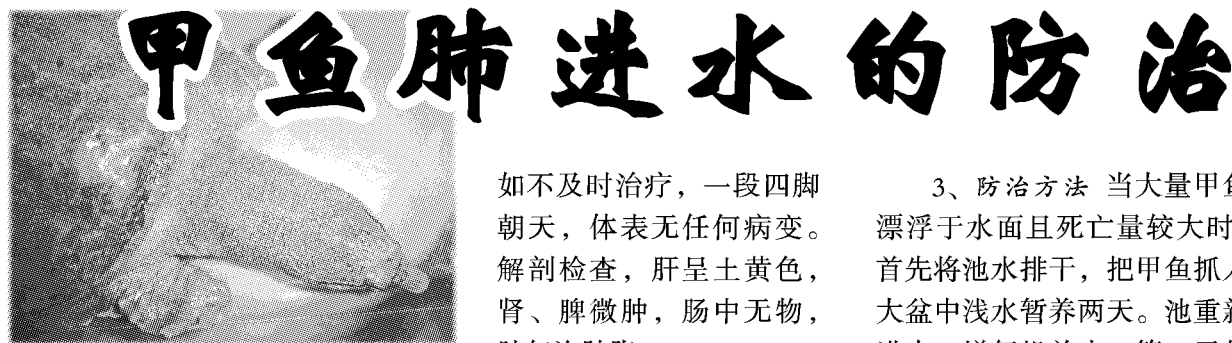 甲鱼肺进水的防治
如不及时治疗，一段四脚
朝天，体表无任何病变。
解剖检查，肝呈土黄色，
肾、脾微肿，肠中无物，
3、防治方法 当大量甲鱼
漂浮于水面且死亡量较大时
首先将池水排干，把甲鱼抓
大盆中浅水暂养两天。池重新